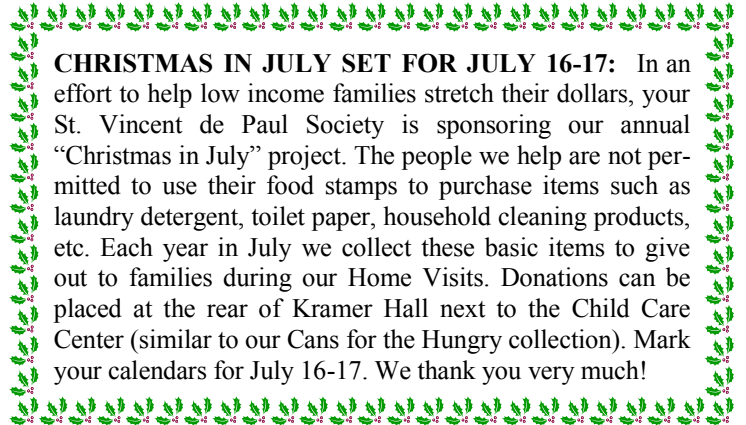 CHRISTMAS IN JULY SET FOR JULY 16-17: In an
effort to help low income families stretch their dollars, your
St. Vincent de Paul Society is sponsoring our annual
“Christmas in July” project. The people we help are not per-
mitted to use their food stamps to purchase items such as
laundry detergent, toilet paper, household cleaning products,
etc. Each year in July we collect these basic items to give
out to families during our Home Visits. Donations can be
placed at the rear of Kramer Hall next to the Child Care
Center (similar to our Cans for the Hungry collection). Mark
your calendars for July 16-17. We thank you very much!